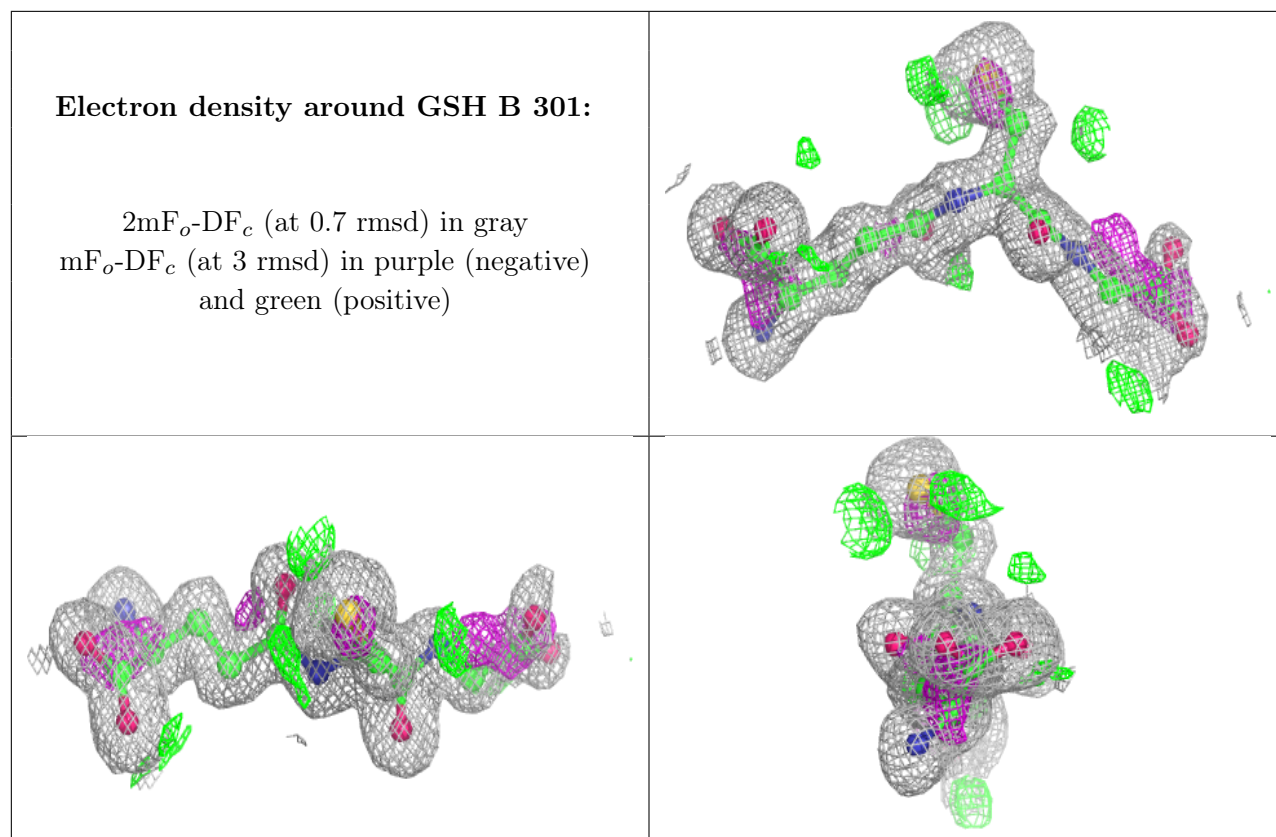 Electron density around GSH B 301:
2mFₒ-DF𝒸 (at 0.7 rmsd) in gray
mFₒ-DF𝒸 (at 3 rmsd) in purple (negative)
and green (positive)